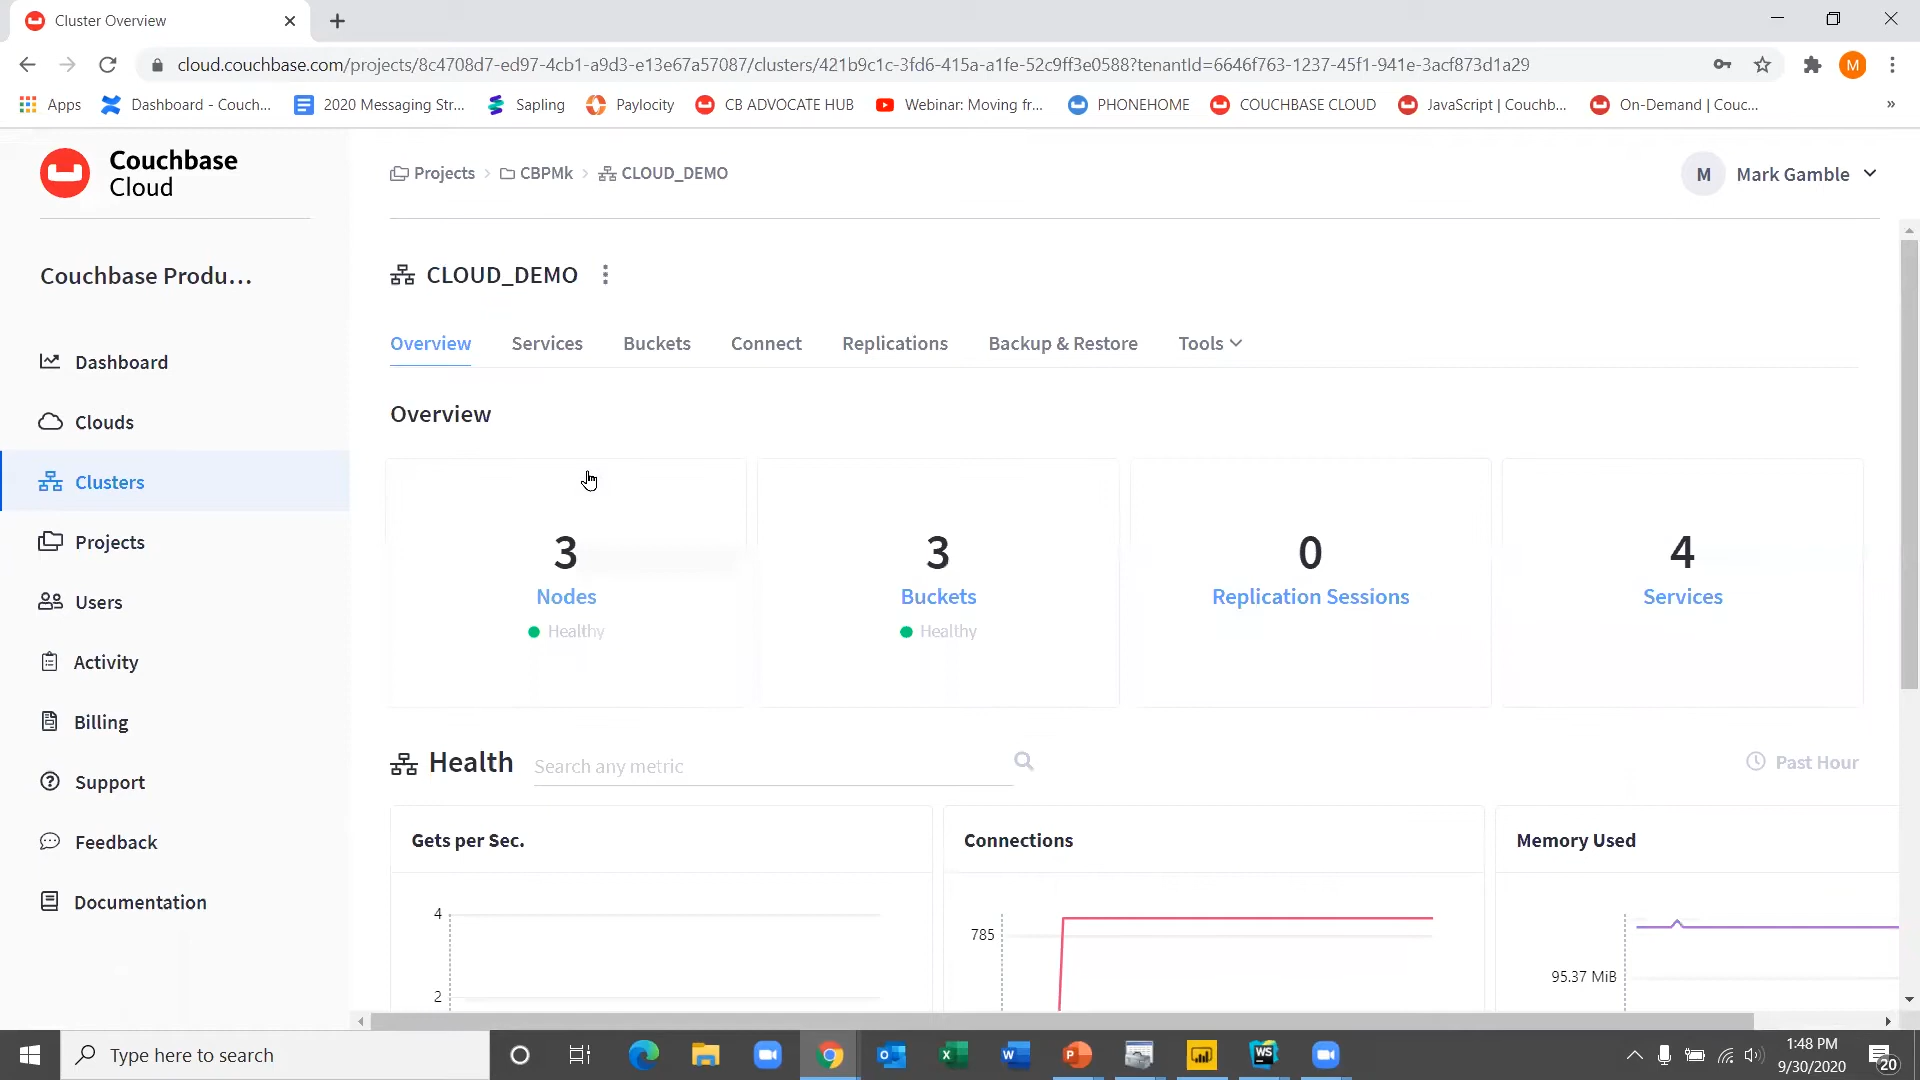 Cluster Overview
cloud.couchbase.com/projects/8c4708d7-ed97-4cb1-a9d3-e13e67a57087/clusters/421b9c1c-3fd6-415a-a1fe-52c9ff3e0588?tenantId=6646f763-1237-45f1-941e-3acf873d1a29
M
Apps Dashboard - Couch... 2020 Messaging Str... Sapling Paylocity CB ADVOCATE HUB Webinar: Moving fr... PHONEHOME COUCHBASE CLOUD JavaScript | Couchb... On-Demand | Couc... »
Couchbase
Cloud
Projects > CBPMk > CLOUD_DEMO
M Mark Gamble
Couchbase Produ...
CLOUD_DEMO
Overview Services Buckets Connect Replications Backup & Restore Tools
Dashboard
Clouds
Clusters
Projects
Users
Activity
Billing
Support
Feedback
Documentation
Overview
3
Nodes
Healthy
3
Buckets
Healthy
0
Replication Sessions
4
Services
Health Search any metric Past Hour
Gets per Sec.
4
2
Connections
785
Memory Used
95.37 MiB
Type here to search
WS
1:48 PM
9/30/2020
20